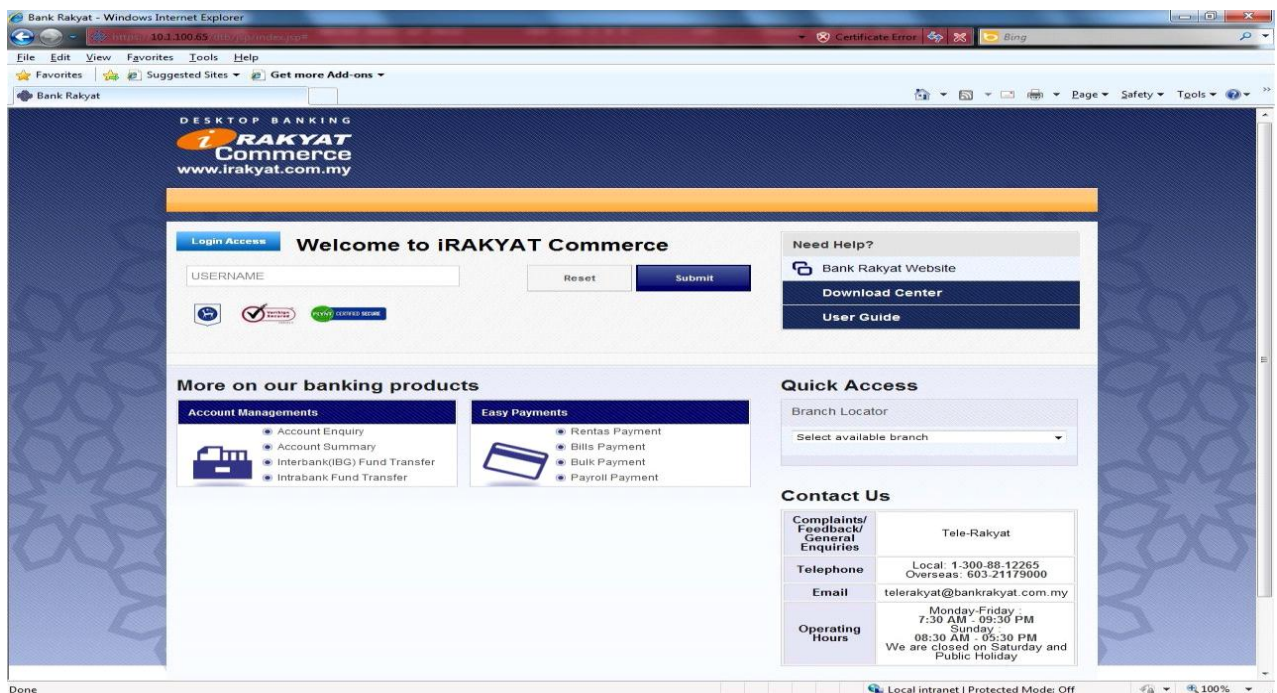 Bank Rakyat - Windows Internet Explorer
10.1.100.65
Certificate Error
Bing
File Edit View Favorites Tools Help
Favorites Suggested Sites Get more Add-ons
Bank Rakyat
Page Safety Tools
DESKTOP BANKING
i RAKYAT
Commerce
www.irakyat.com.my
Login Access
Welcome to iRAKYAT Commerce
USERNAME
Reset
Submit
Need Help?
Bank Rakyat Website
Download Center
User Guide
VeriSign
Secured
CERTIFIED SECURE
More on our banking products
Account Managements
Account Enquiry
Account Summary
Interbank(IBG) Fund Transfer
Intrabank Fund Transfer
Easy Payments
Rentas Payment
Bills Payment
Bulk Payment
Payroll Payment
Quick Access
Branch Locator
Select available branch
Contact Us
Complaints/
Feedback/
General
Enquiries
Tele-Rakyat
Telephone
Local: 1-300-88-12265
Overseas: 603-21179000
Email
telerakyat@bankrakyat.com.my
Operating
Hours
Monday-Friday :
7:30 AM - 09:30 PM
Sunday :
08:30 AM - 05:30 PM
We are closed on Saturday and
Public Holiday
Done
Local intranet | Protected Mode: Off
100%